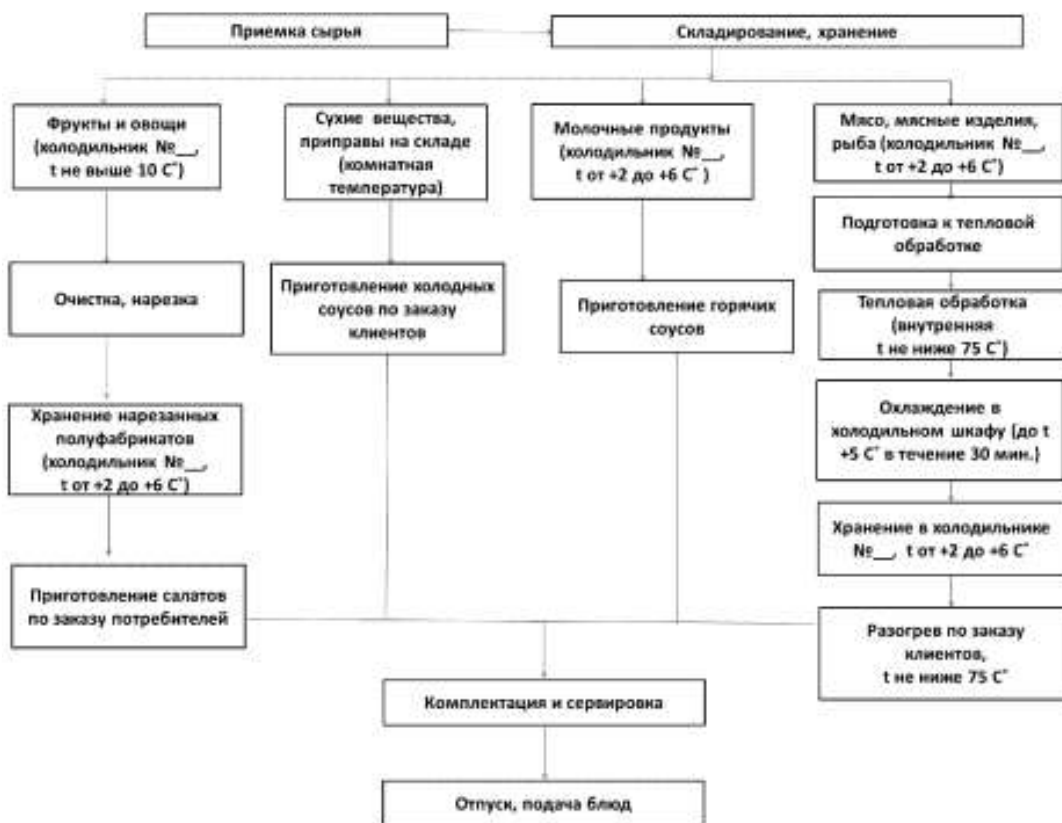 Приемка сырья
Складирование, хранение
Фрукты и овощи
(холодильник №__,
t не выше 10 С˚)
Сухие вещества,
приправы на складе
(комнатная
температура)
Молочные продукты
(холодильник №__,
t от +2 до +6 С˚ )
Мясо, мясные изделия,
рыба (холодильник №__,
t от +2 до +6 С˚)
Подготовка к тепловой
обработке
Очистка, нарезка
Приготовление холодных
соусов по заказу
клиентов
Приготовление горячих
соусов
Тепловая обработка
(внутренняя
t не ниже 75 С˚)
Хранение нарезанных
полуфабрикатов
(холодильник №__,
t от +2 до +6 С˚)
Охлаждение в
холодильном шкафу (до t
+5 С˚ в течение 30 мин.)
Хранение в холодильнике
№__, t от +2 до +6 С˚
Приготовление салатов
по заказу потребителей
Разогрев по заказу
клиентов,
t не ниже 75 С˚
Комплектация и сервировка
Отпуск, подача блюд